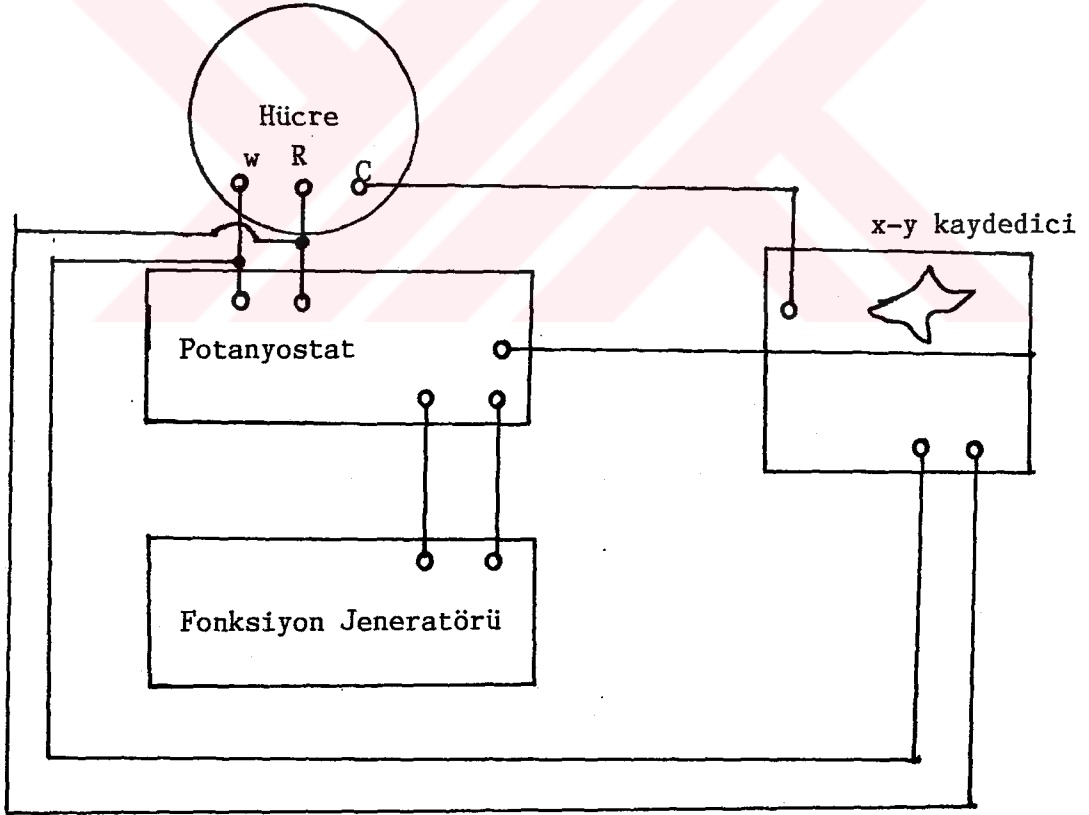 Hücre
w R C
x-y kaydedici
Potanyostat
Fonksiyon Jeneratörü